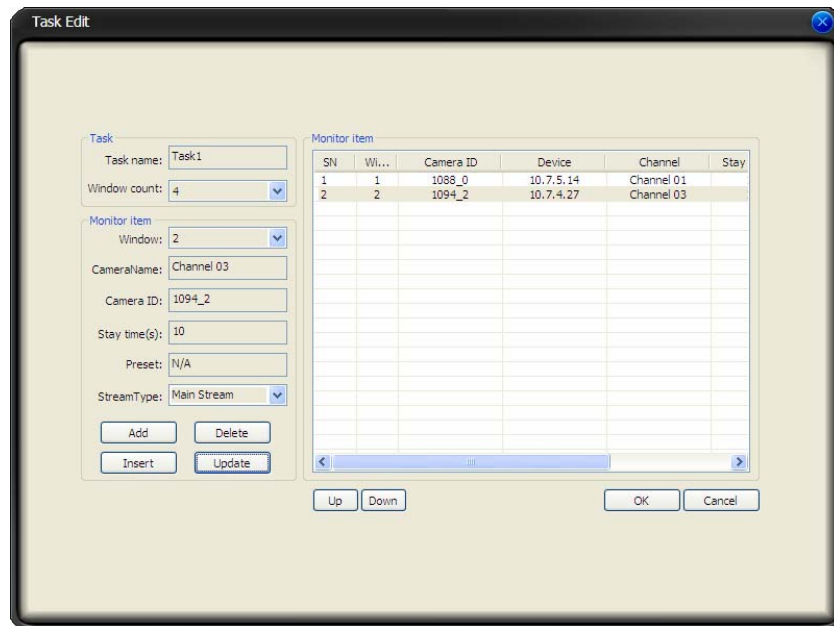 Task Edit
Task
Task name: Task1
Window count: 4
Monitor item
Window: 2
CameraName: Channel 03
Camera ID: 1094_2
Stay time(s): 10
Preset: N/A
StreamType: Main Stream
Add Delete
Insert Update
Monitor item
SN Wi... Camera ID Device Channel Stay
1 1 1088_0 10.7.5.14 Channel 01
2 2 1094_2 10.7.4.27 Channel 03
Up Down OK Cancel